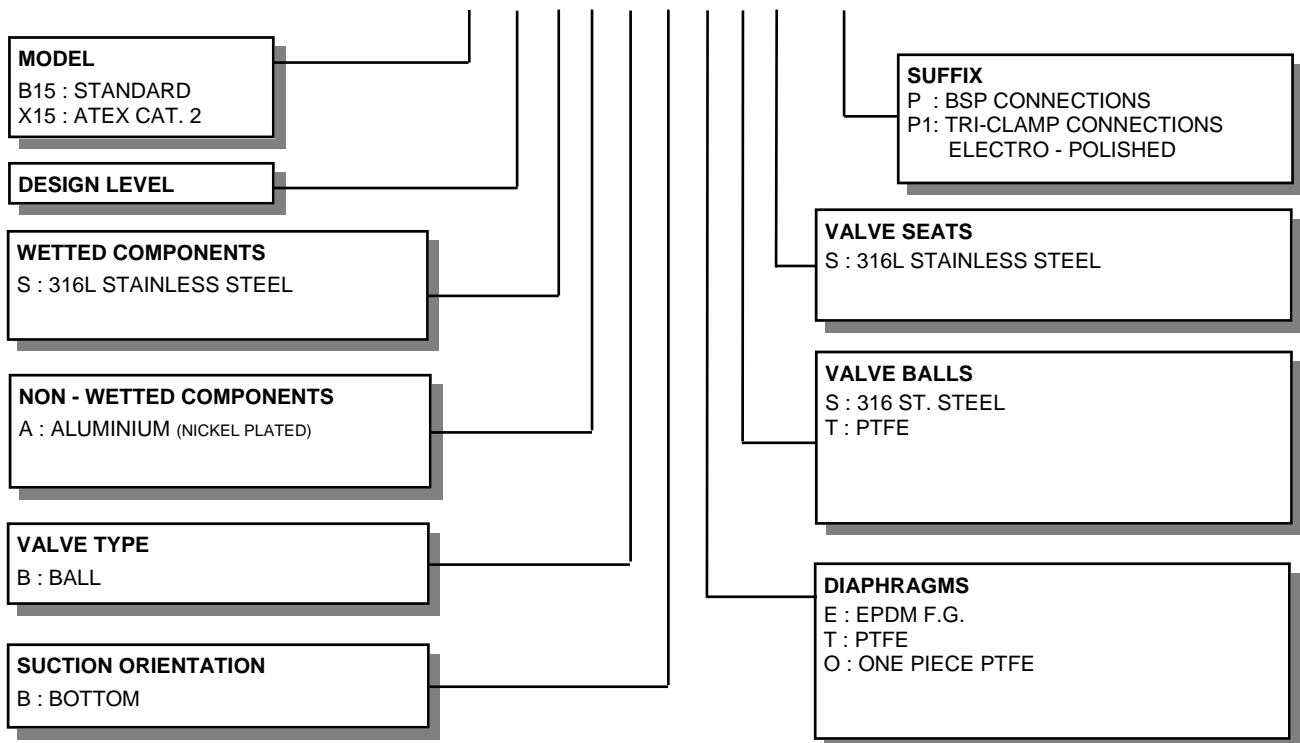 MODEL
B15 : STANDARD
X15 : ATEX CAT. 2
DESIGN LEVEL
WETTED COMPONENTS
S : 316L STAINLESS STEEL
NON - WETTED COMPONENTS
A : ALUMINIUM (NICKEL PLATED)
VALVE TYPE
B : BALL
SUCTION ORIENTATION
B : BOTTOM
SUFFIX
P : BSP CONNECTIONS
P1: TRI-CLAMP CONNECTIONS
ELECTRO - POLISHED
VALVE SEATS
S : 316L STAINLESS STEEL
VALVE BALLS
S : 316 ST. STEEL
T : PTFE
DIAPHRAGMS
E : EPDM F.G.
T : PTFE
O : ONE PIECE PTFE